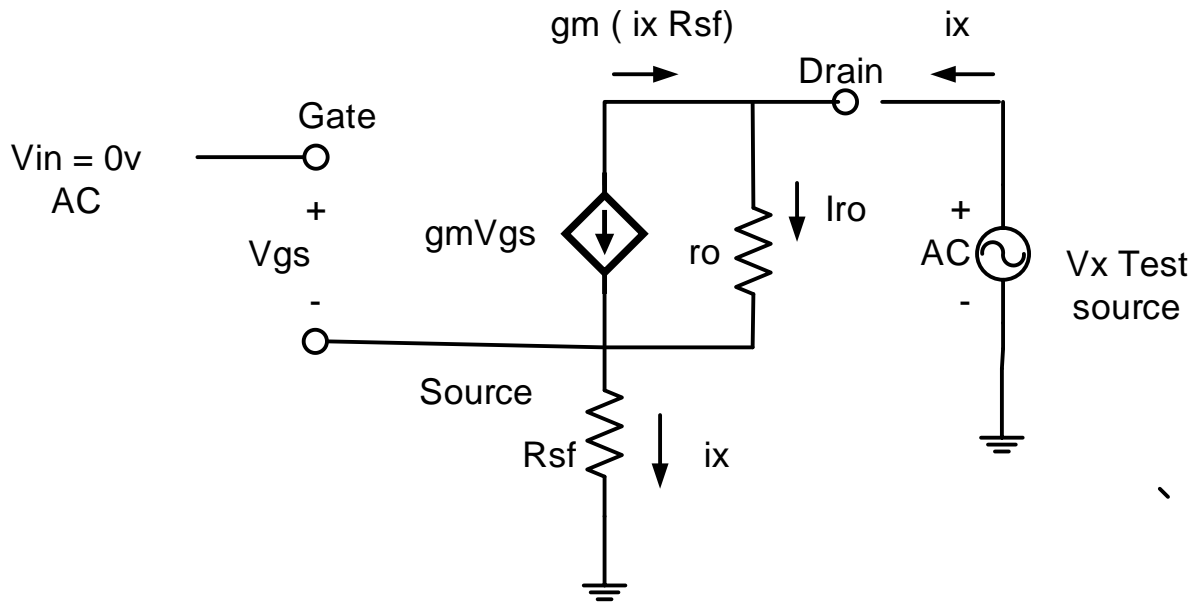 gm ( ix Rsf)
ix
Drain
Gate
Vin = 0v
AC
+
Vgs
-
gmVgs
ro
Iro
+
AC
-
Vx Test
source
Source
Rsf
ix